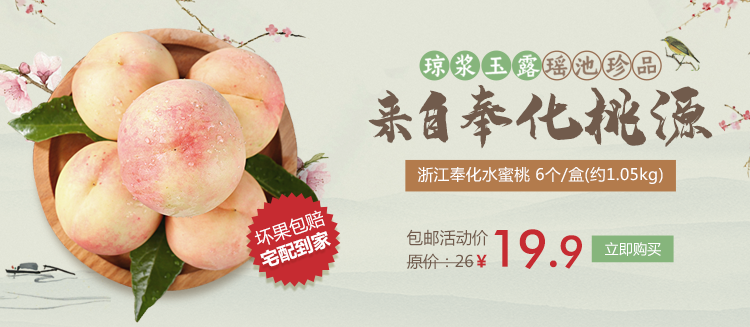 琼浆玉露瑶池珍品
来自奉化桃源
浙江奉化水蜜桃 6个/盒(约1.05kg)
坏果包赔
宅配到家
包邮活动价
原价：26¥
19.9
立即购买